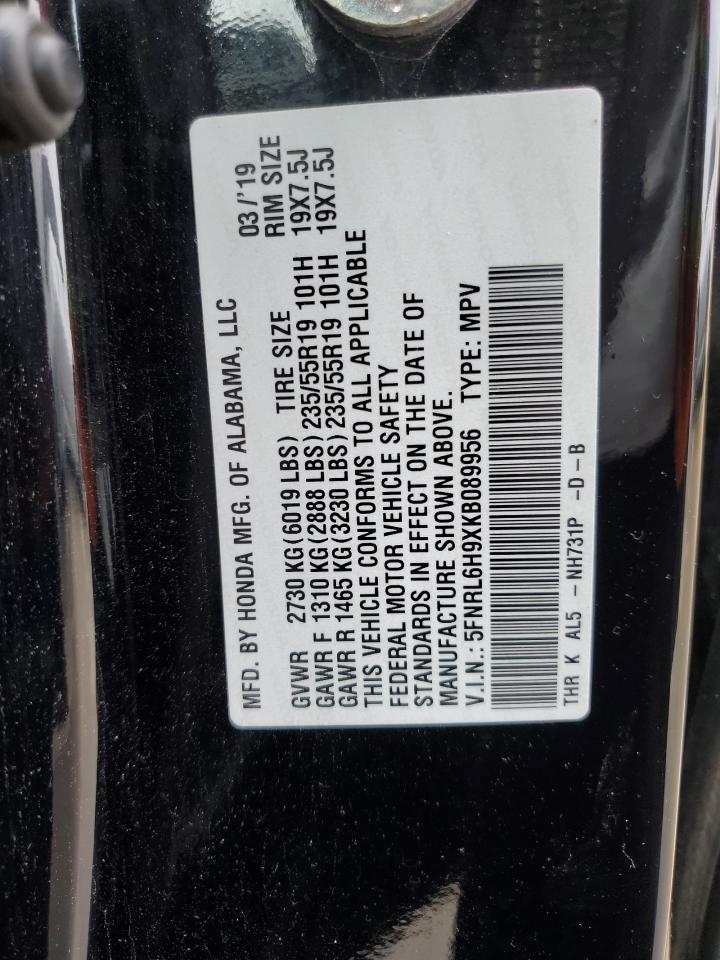 MFD. BY HONDA MFG. OF ALABAMA, LLC 03/'19
GVWR 2730 KG(6019 LBS) TIRE SIZE RIM SIZE
GAWR F 1310 KG(2888 LBS) 235/55R19 101H 19X7.5J
GAWR R 1465 KG(3230 LBS) 235/55R19 101H 19X7.5J
THIS VEHICLE CONFORMS TO ALL APPLICABLE
FEDERAL MOTOR VEHICLE SAFETY
STANDARDS IN EFFECT ON THE DATE OF
MANUFACTURE SHOWN ABOVE.
V.I.N.: 5FNRL6H9XKB089956 TYPE: MPV
THR K AL5 - NH731P -D-B